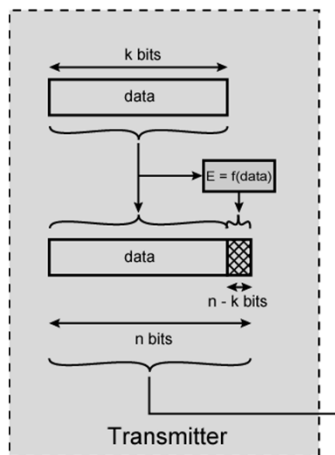 k bits
data
E = f(data)
data
n - k bits
n bits
Transmitter